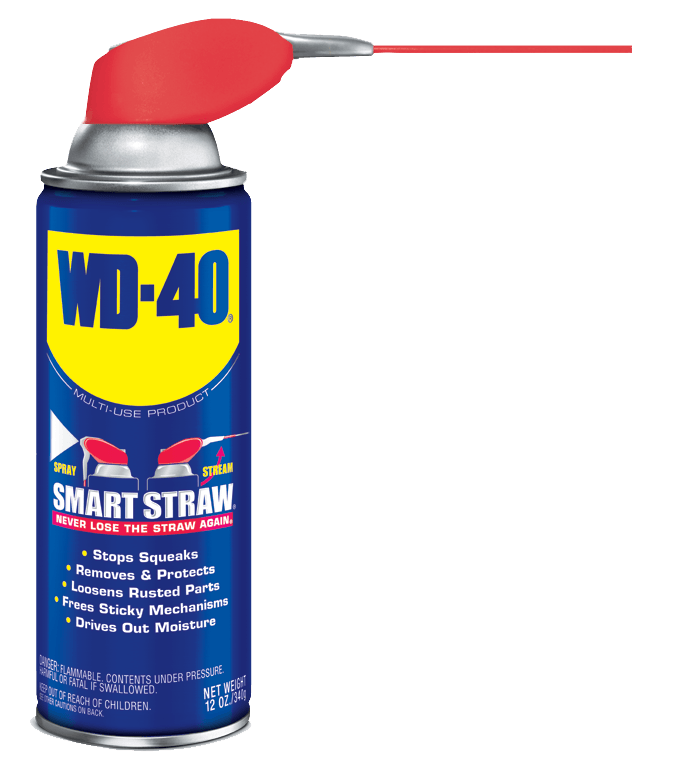 WD-40®
MULTI-USE PRODUCT
SPRAY
STREAM
SMART STRAW
NEVER LOSE THE STRAW AGAIN.
• Stops Squeaks
• Removes & Protects
• Loosens Rusted Parts
• Frees Sticky Mechanisms
• Drives Out Moisture
DANGER: FLAMMABLE, CONTENTS UNDER PRESSURE.
HARMFUL OR FATAL IF SWALLOWED.
KEEP OUT OF REACH OF CHILDREN.
OTHER CAUTIONS ON BACK.
NET WEIGHT
12 OZ./340g